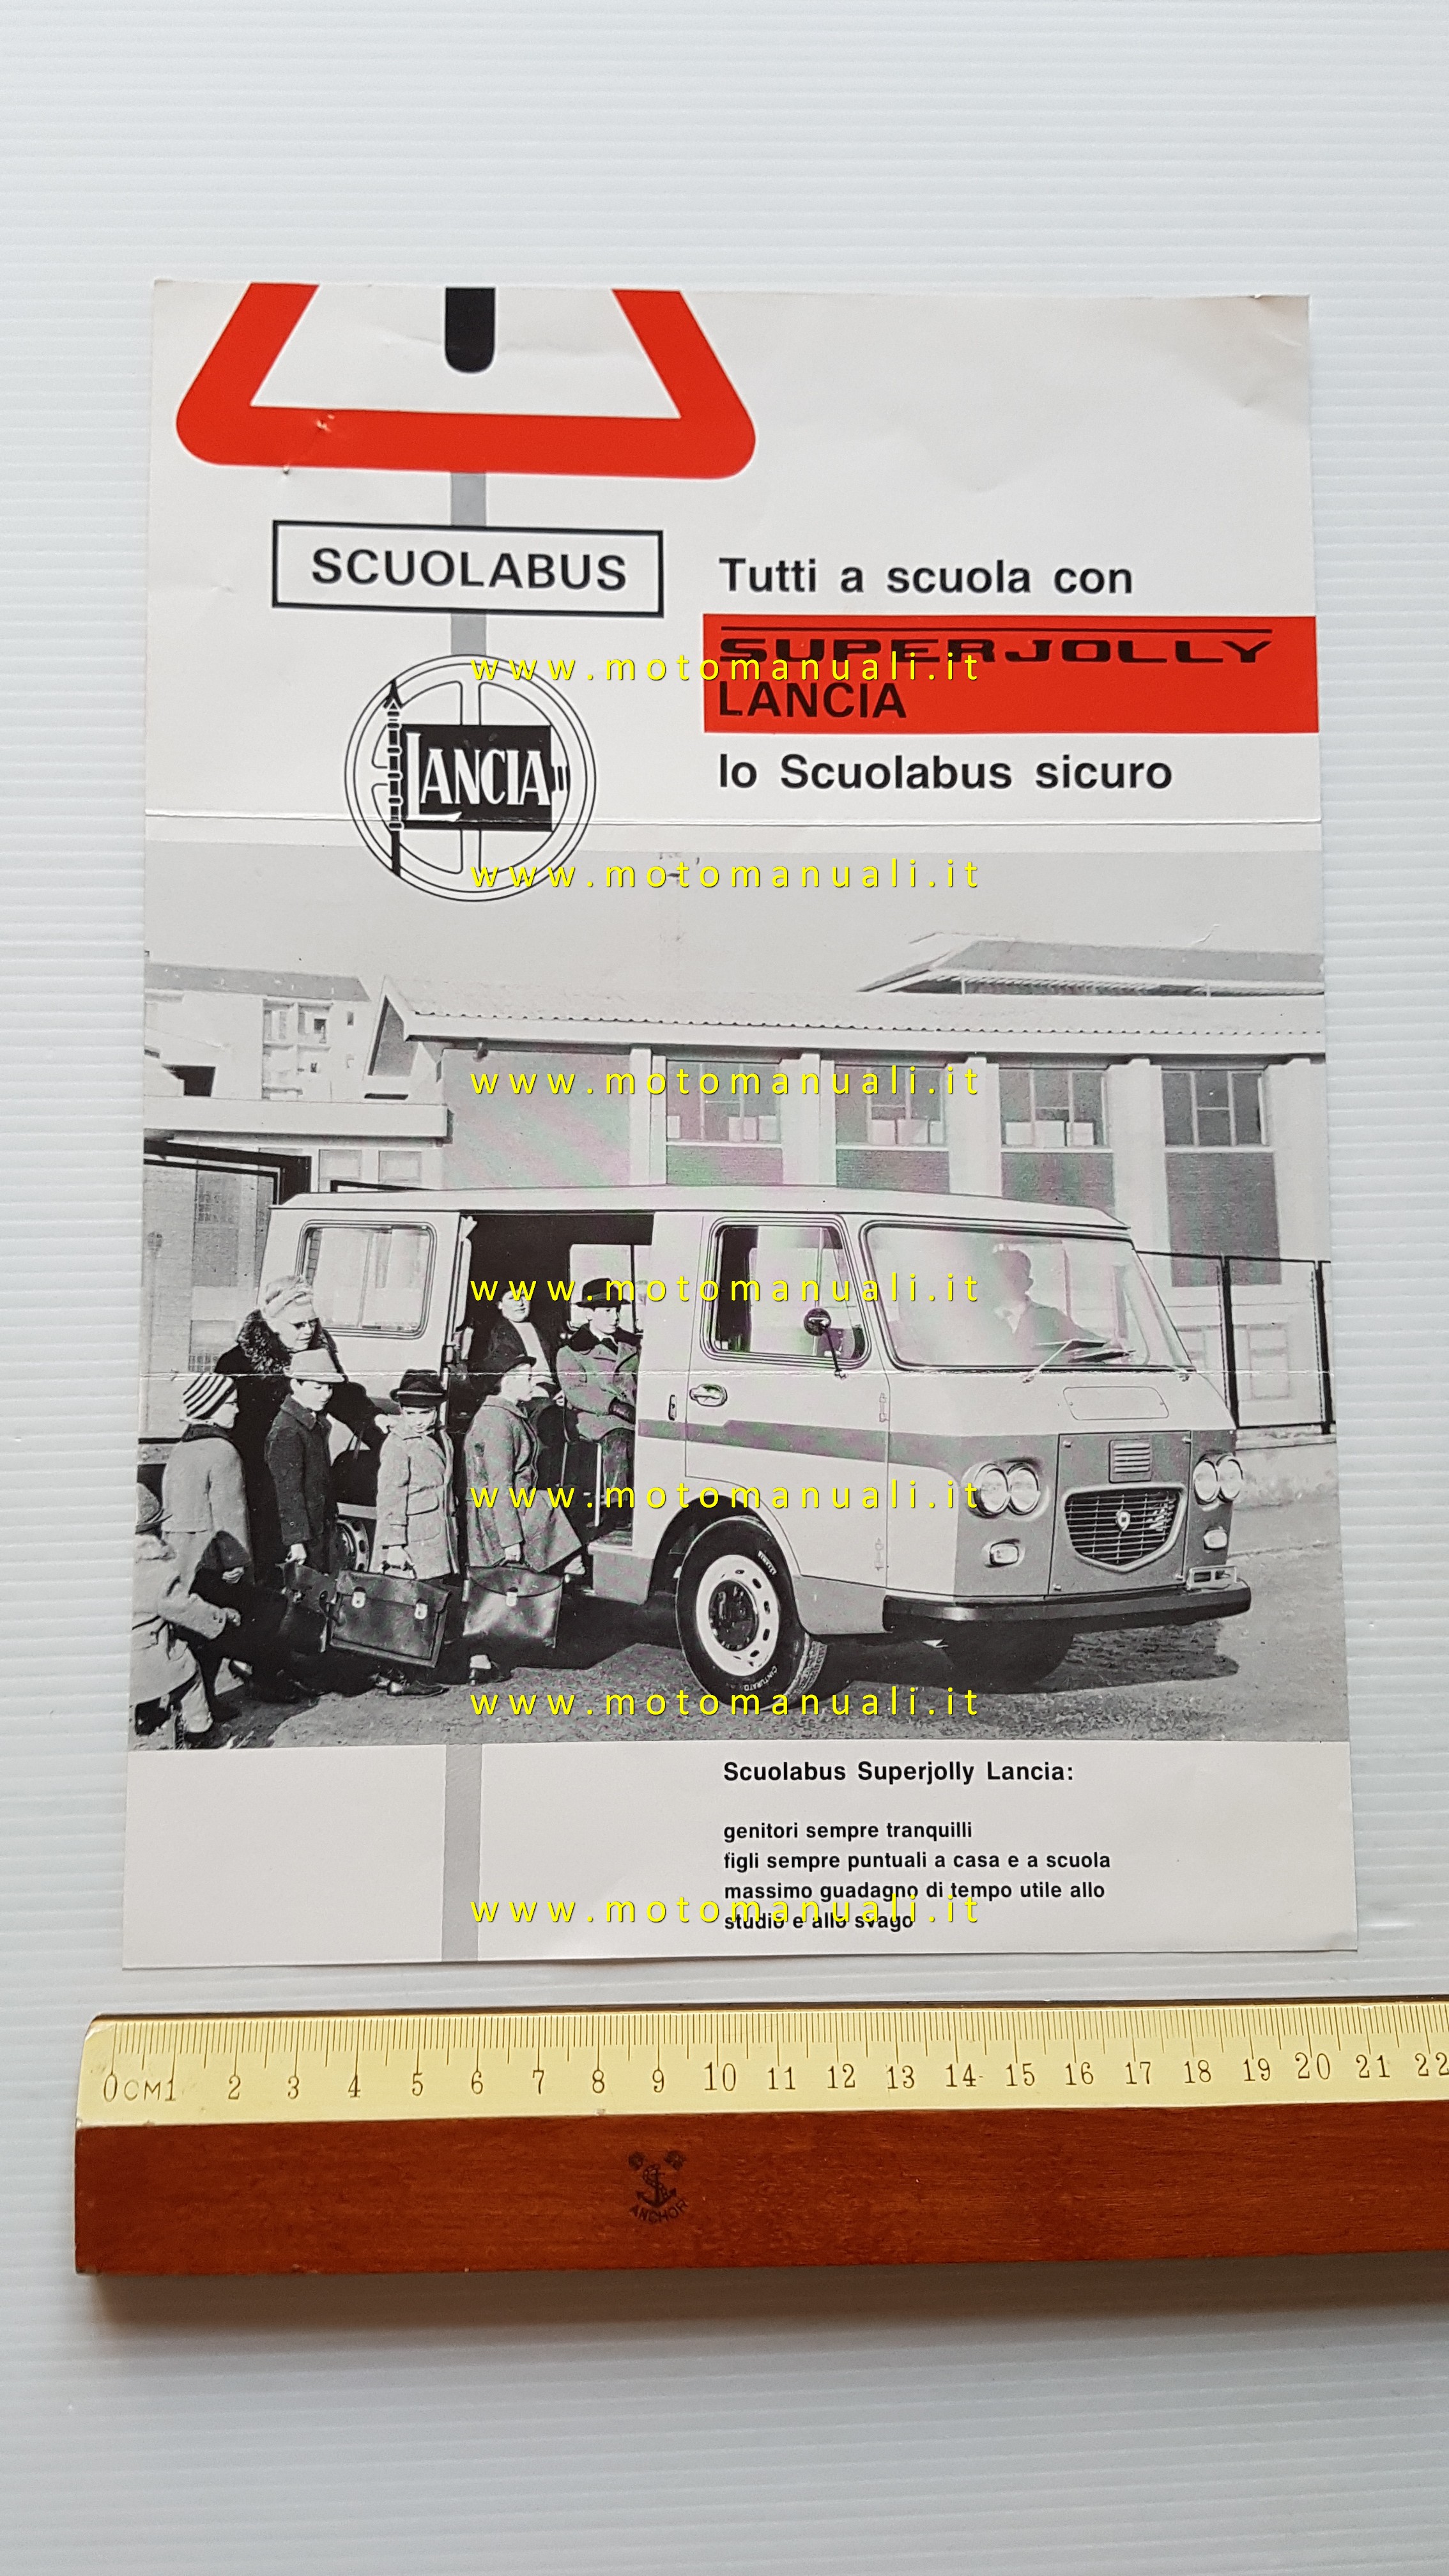 SCUOLABUS
Tutti a scuola con
SUPERJOLLY
LANCIA
lo Scuolabus sicuro
LANCIA
www.motomanuali.it
www.motomanuali.it
www.motomanuali.it
www.motomanuali.it
www.motomanuali.it
CINTURATO
www.motomanuali.it
Scuolabus Superjolly Lancia:
genitori sempre tranquilli
figli sempre puntuali a casa e a scuola
massimo guadagno di tempo utile allo
studio e allo svago
www.motomanuali.it
0CM1 2 3 4 5 6 7 8 9 10 11 12 13 14 15 16 17 18 19 20 21 22
ANCHOR